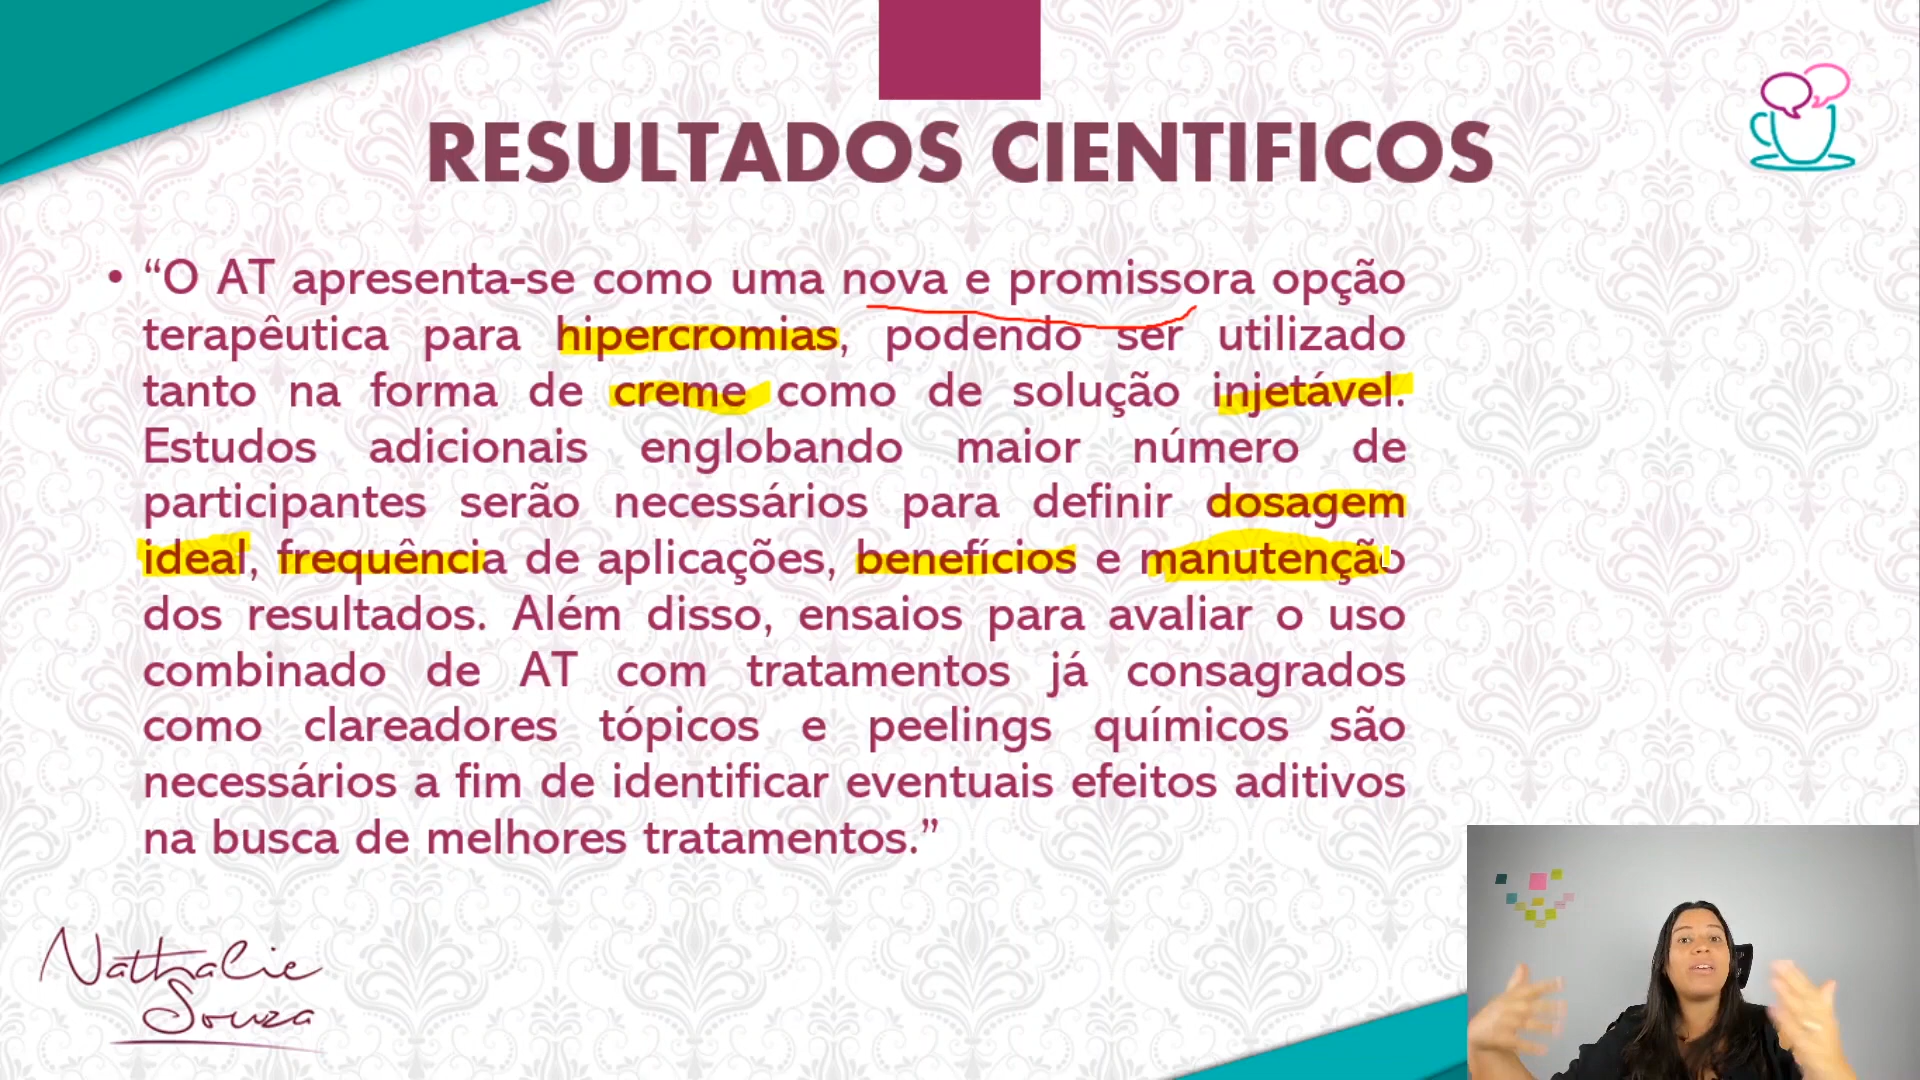 RESULTADOS CIENTIFICOS
• “O AT apresenta-se como uma nova e promissora opção
terapêutica para hipercromias, podendo ser utilizado
tanto na forma de creme como de solução injetável.
Estudos adicionais englobando maior número de
participantes serão necessários para definir dosagem
ideal, frequência de aplicações, benefícios e manutenção
dos resultados. Além disso, ensaios para avaliar o uso
combinado de AT com tratamentos já consagrados
como clareadores tópicos e peelings químicos são
necessários a fim de identificar eventuais efeitos aditivos
na busca de melhores tratamentos.”
Nathalie
Souza